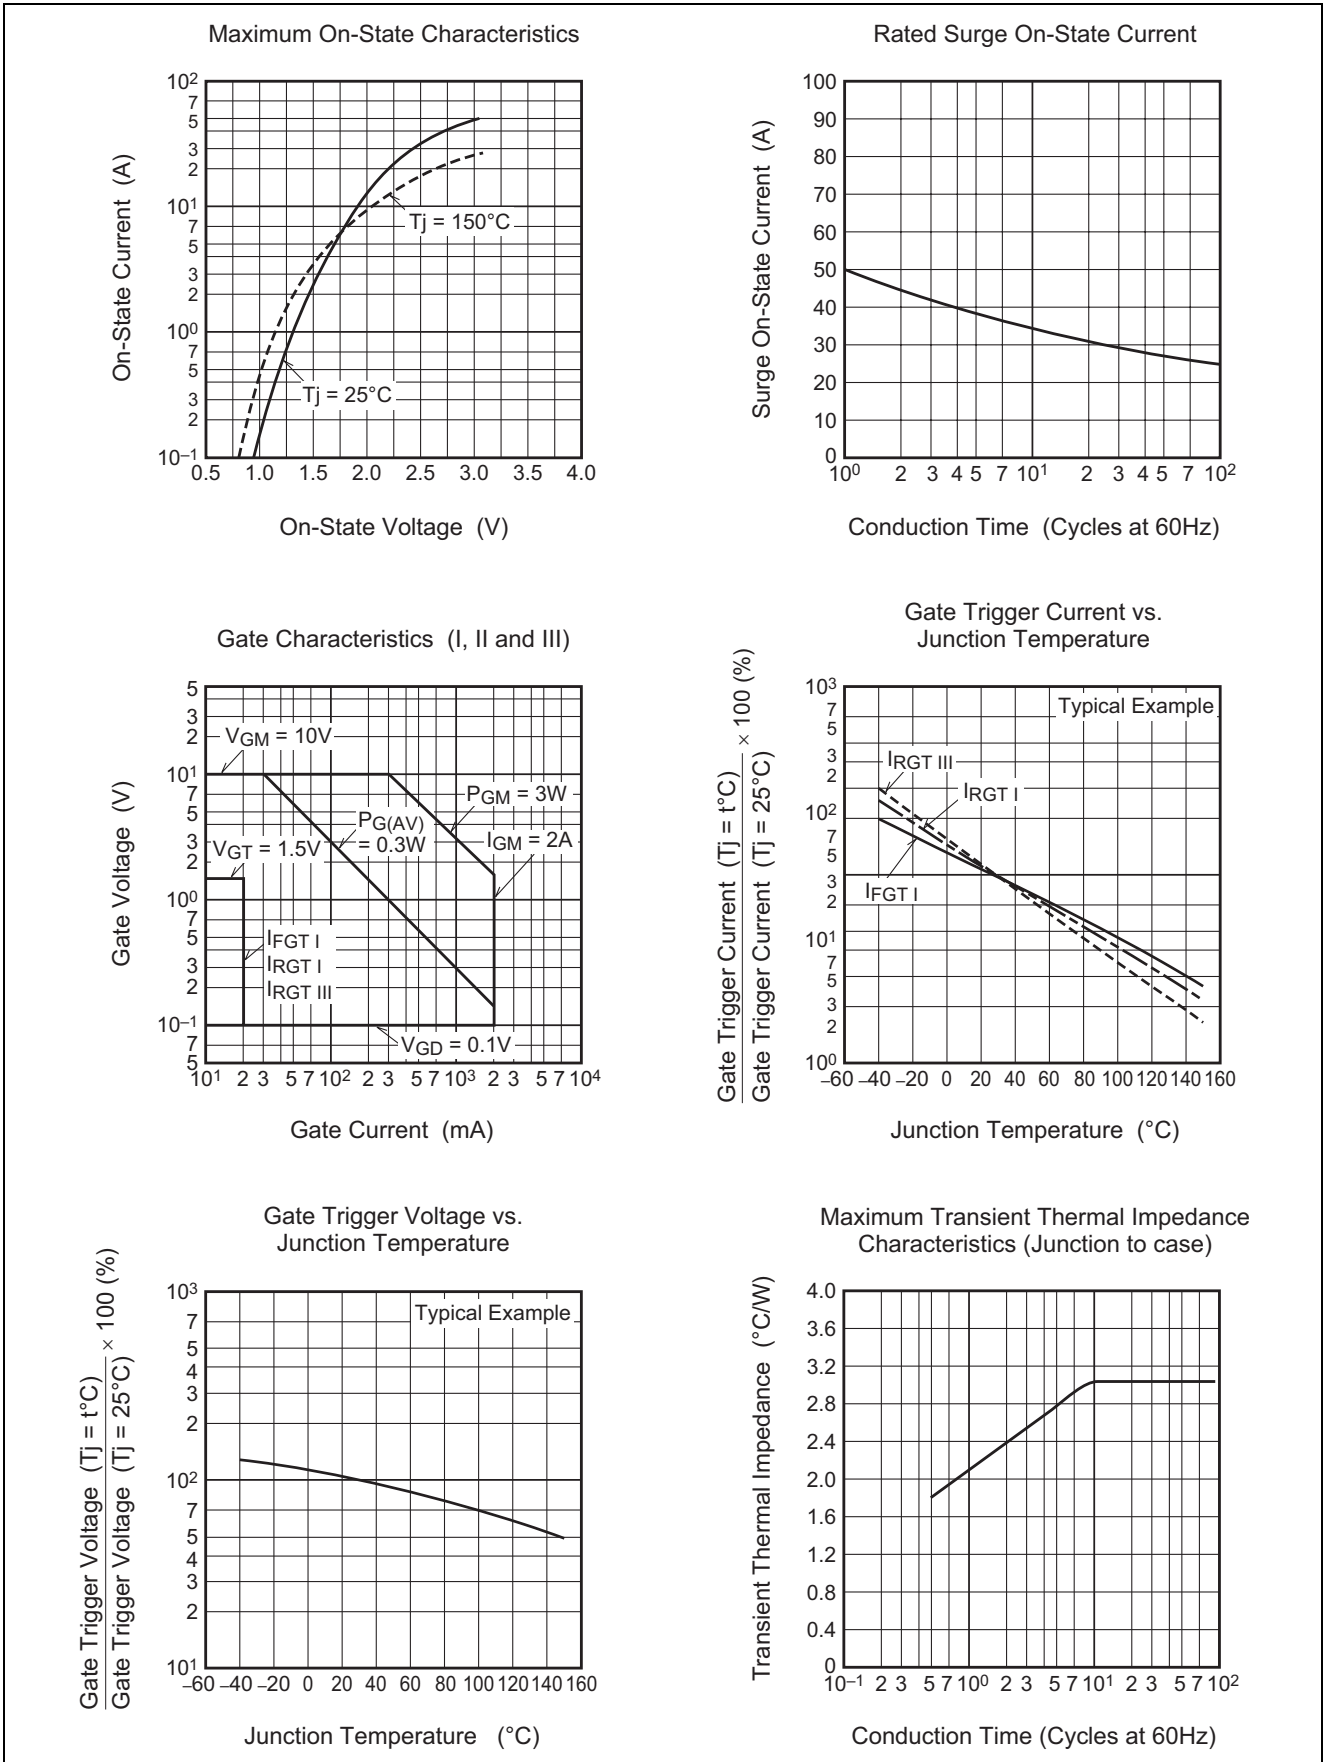 Maximum On-State Characteristics
On-State Current (A)
10²
7
5
3
2
10¹
7
5
3
2
10⁰
7
5
3
2
10–¹
Tj = 150°C
Tj = 25°C
0.5 1.0 1.5 2.0 2.5 3.0 3.5 4.0
On-State Voltage (V)
Rated Surge On-State Current
Surge On-State Current (A)
100
90
80
70
60
50
40
30
20
10
0
10⁰ 2 3 4 5 7 10¹ 2 3 4 5 7 10²
Conduction Time (Cycles at 60Hz)
Gate Characteristics (I, II and III)
Gate Voltage (V)
5
3
2
10¹
7
5
3
2
10⁰
7
5
3
2
10–¹
7
5
VGM = 10V
PGM = 3W
PG(AV)
= 0.3W
IGM = 2A
VGT = 1.5V
IFGT I
IRGT I
IRGT III
VGD = 0.1V
10¹ 2 3 5 7 10² 2 3 5 7 10³ 2 3 5 7 10⁴
Gate Current (mA)
Gate Trigger Current vs.
Junction Temperature
Gate Trigger Current (Tj = t°C)
Gate Trigger Current (Tj = 25°C)
× 100 (%)
10³
7
5
3
2
10²
7
5
3
2
10¹
7
5
3
2
10⁰
Typical Example
IRGT III
IRGT I
IFGT I
–60 –40 –20 0 20 40 60 80 100 120 140 160
Junction Temperature (°C)
Gate Trigger Voltage vs.
Junction Temperature
Gate Trigger Voltage (Tj = t°C)
Gate Trigger Voltage (Tj = 25°C)
× 100 (%)
10³
7
5
4
3
2
10²
7
5
4
3
2
10¹
Typical Example
–60 –40 –20 0 20 40 60 80 100 120 140 160
Junction Temperature (°C)
Maximum Transient Thermal Impedance
Characteristics (Junction to case)
Transient Thermal Impedance (°C/W)
4.0
3.6
3.2
2.8
2.4
2.0
1.6
1.2
0.8
0.4
0
10–¹ 2 3 5 7 10⁰ 2 3 5 7 10¹ 2 3 5 7 10²
Conduction Time (Cycles at 60Hz)